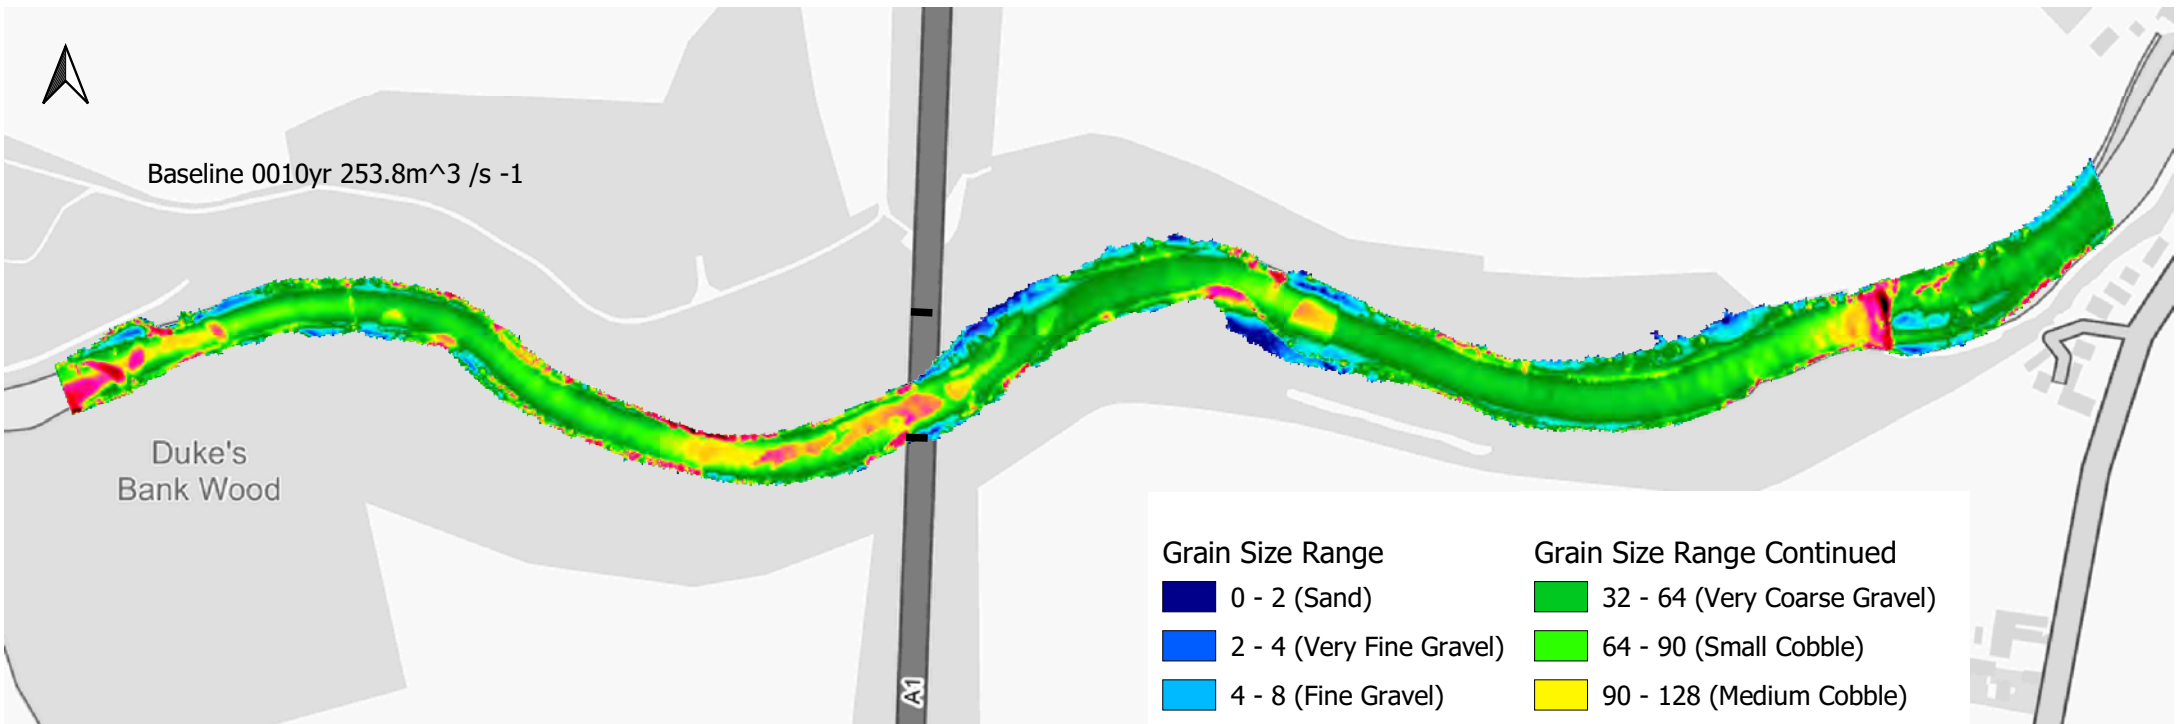 Baseline 0010yr 253.8m^3 /s -1
Duke's
Bank Wood
A1
Grain Size Range
0 - 2 (Sand)
2 - 4 (Very Fine Gravel)
4 - 8 (Fine Gravel)
Grain Size Range Continued
32 - 64 (Very Coarse Gravel)
64 - 90 (Small Cobble)
90 - 128 (Medium Cobble)